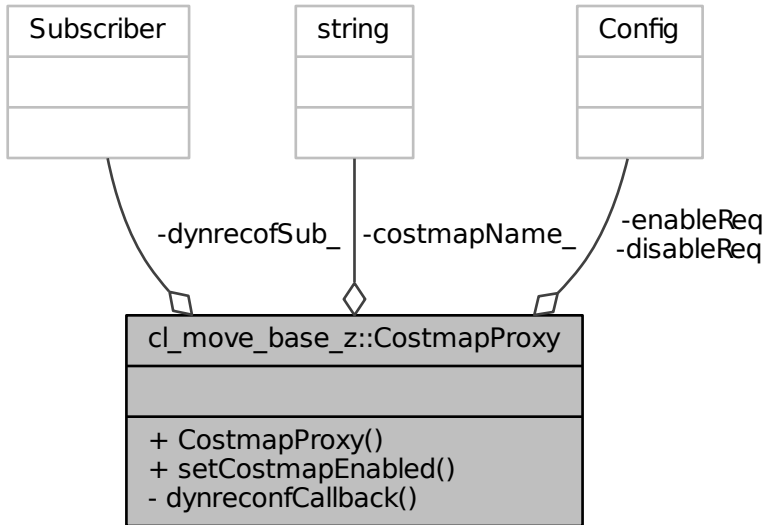 Subscriber
string
Config
-dynrecofSub_
-costmapName_
-enableReq
-disableReq
cl_move_base_z::CostmapProxy
+ CostmapProxy()
+ setCostmapEnabled()
- dynreconfCallback()